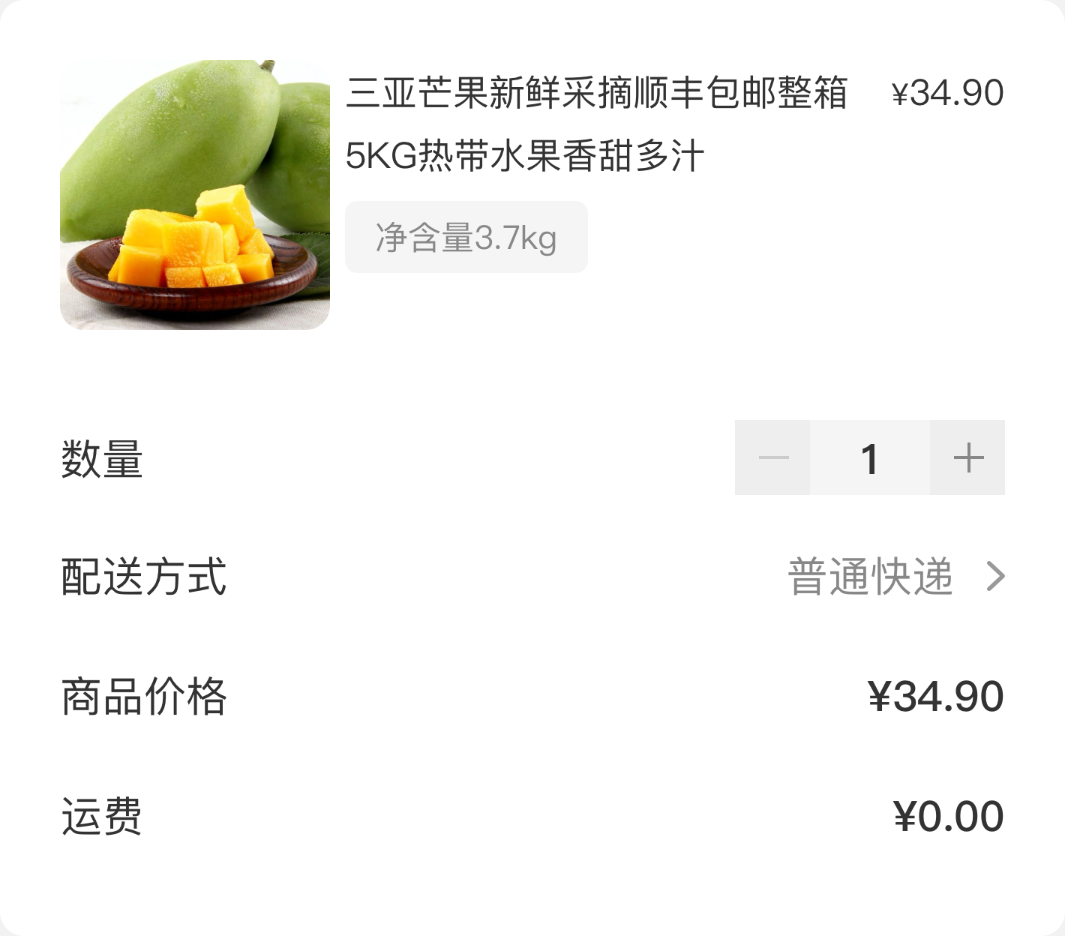 三亚芒果新鲜采摘顺丰包邮整箱 ¥34.90
5KG热带水果香甜多汁
净含量3.7kg
数量 1
配送方式 普通快递
商品价格 ¥34.90
运费 ¥0.00